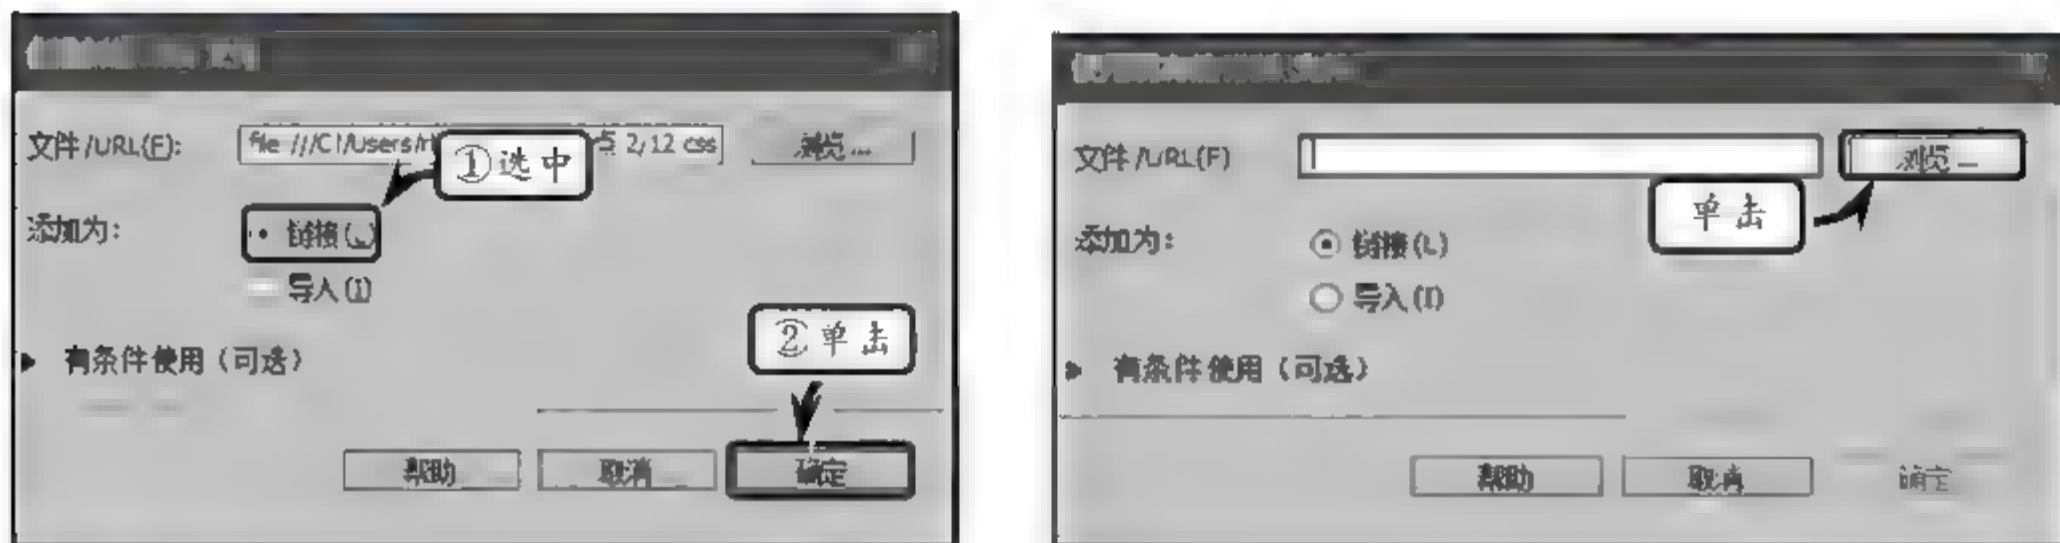 文件/URL(F):
file ///C|/Users/
2/12 css
浏览...
①选中
添加为:
链接(L)
导入(I)
②单击
有条件使用(可选)
帮助
取消
确定
文件/URL(F)
浏览...
单击
添加为:
链接(L)
导入(I)
有条件使用(可选)
帮助
取消
确定